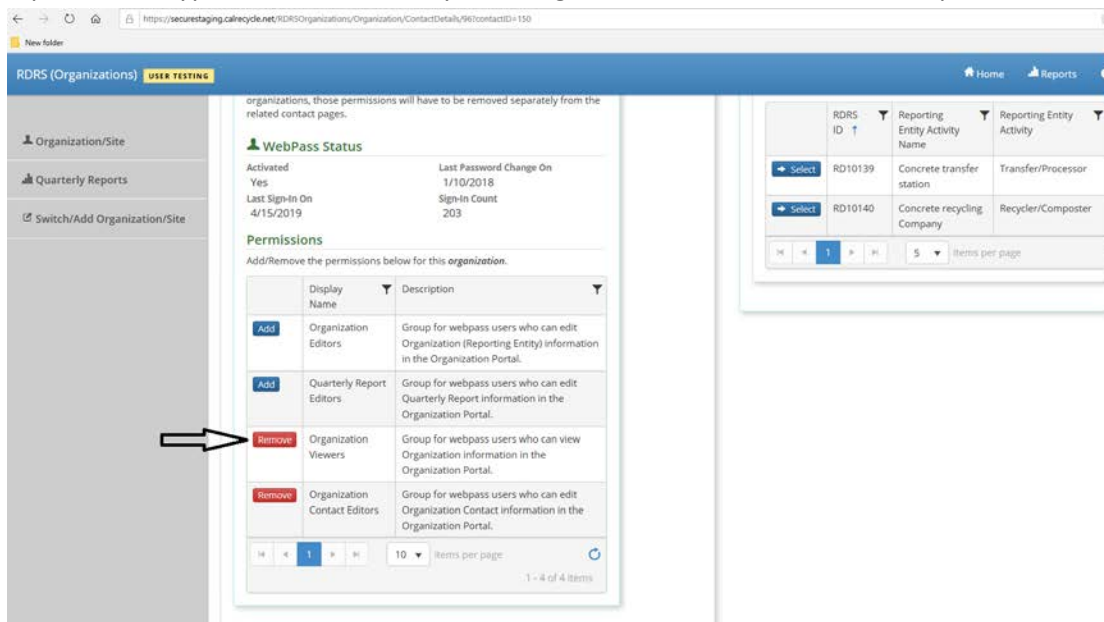 https://securestaging.calrecycle.net/RDRSOrganizations/Organization/ContactDetails/96?contactID=150
New folder
RDRS (Organizations) USER TESTING
Home Reports
Organization/Site
Quarterly Reports
Switch/Add Organization/Site
organizations, those permissions will have to be removed separately from the
related contact pages.
WebPass Status
Activated Last Password Change On
Yes 1/10/2018
Last Sign-In On Sign-In Count
4/15/2019 203
Permissions
Add/Remove the permissions below for this organization.
Display Description
Name
Add Organization Group for webpass users who can edit
Editors Organization (Reporting Entity) information
in the Organization Portal.
Add Quarterly Report Group for webpass users who can edit
Editors Quarterly Report information in the
Organization Portal.
Remove Organization Group for webpass users who can view
Viewers Organization information in the
Organization Portal.
Remove Organization Group for webpass users who can edit
Contact Editors Organization Contact information in the
Organization Portal.
1 10 items per page
1 - 4 of 4 items
RDRS Reporting Reporting Entity
ID Entity Activity Activity
Name
Select RD10139 Concrete transfer Transfer/Processor
station
Select RD10140 Concrete recycling Recycler/Composter
Company
1 5 items per page